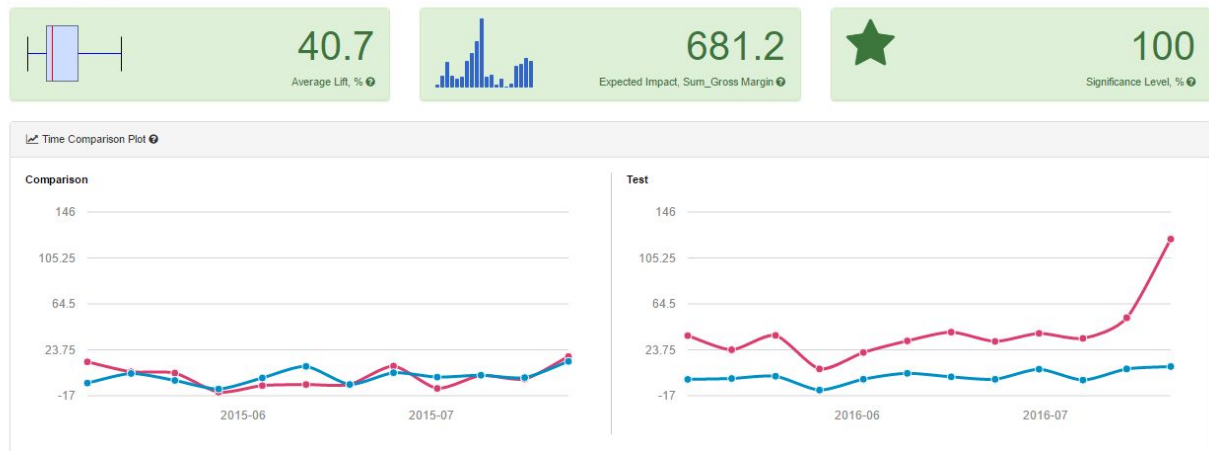 40.7
Average Lift, %
681.2
Expected Impact, Sum_Gross Margin
100
Significance Level, %
Time Comparison Plot
Comparison
146
105.25
64.5
23.75
-17
2015-06 2015-07
Test
146
105.25
64.5
23.75
-17
2016-06 2016-07